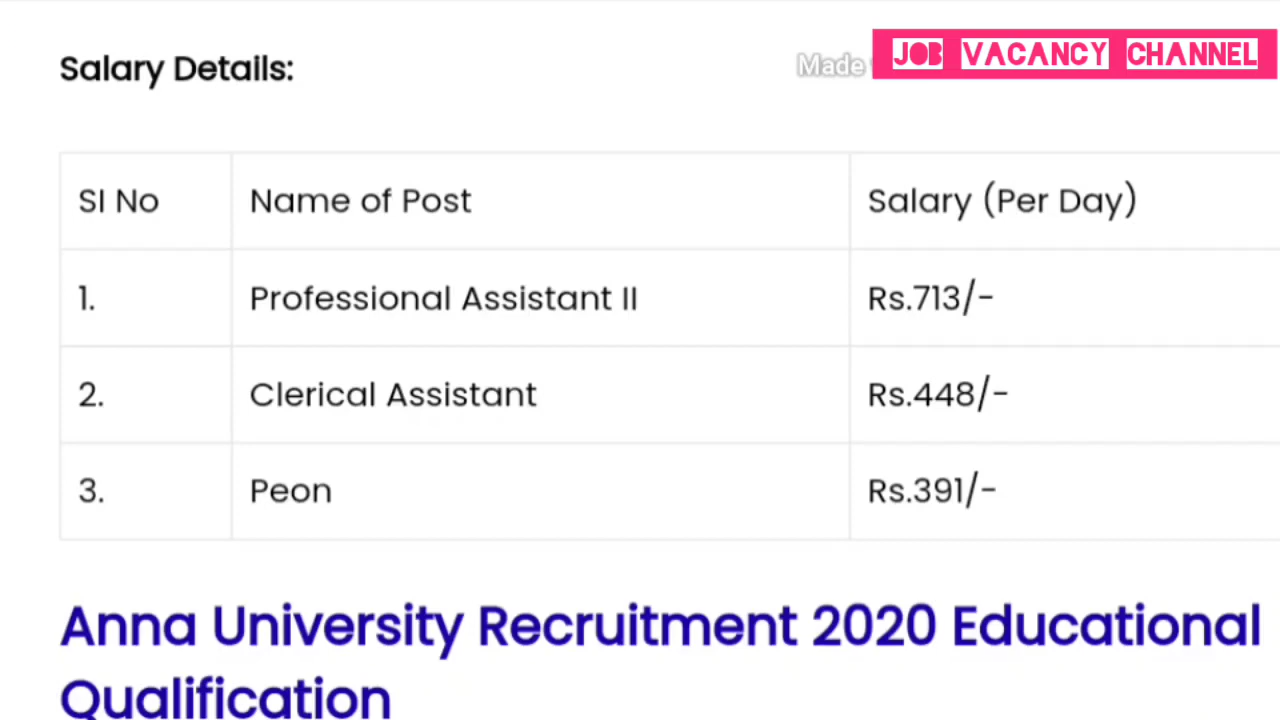 Salary Details:
Made
JOB VACANCY CHANNEL
SI No Name of Post Salary (Per Day)
1. Professional Assistant II Rs.713/-
2. Clerical Assistant Rs.448/-
3. Peon Rs.391/-
Anna University Recruitment 2020 Educational
Qualification